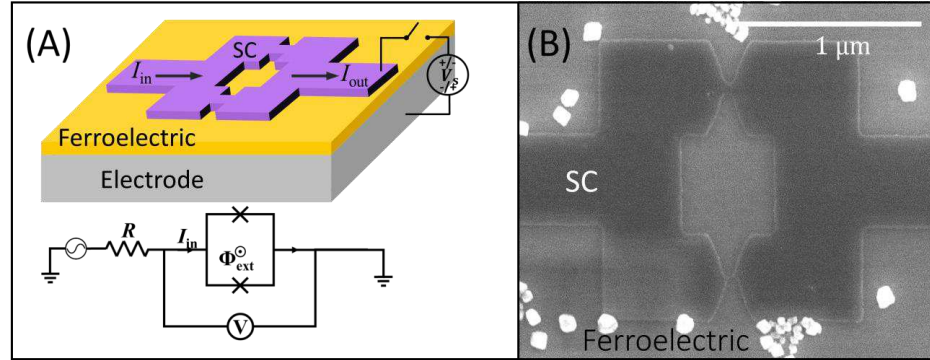 (A)
SC
I_in
I_out
+/-
V_S
-/+
Ferroelectric
Electrode
R
I_in
Φ_ext
V
(B)
1 μm
SC
Ferroelectric